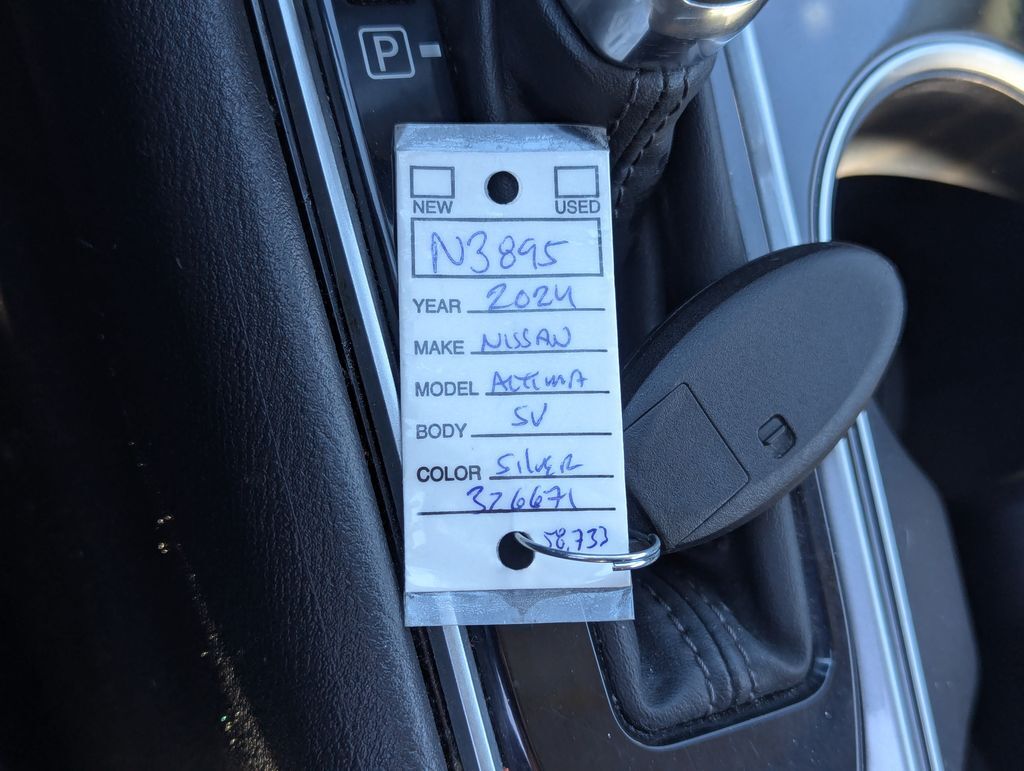 P
NEW USED
N3895
YEAR 2024
MAKE NISSAN
MODEL ALTIMA
BODY SV
COLOR SILVER
326671
58,733